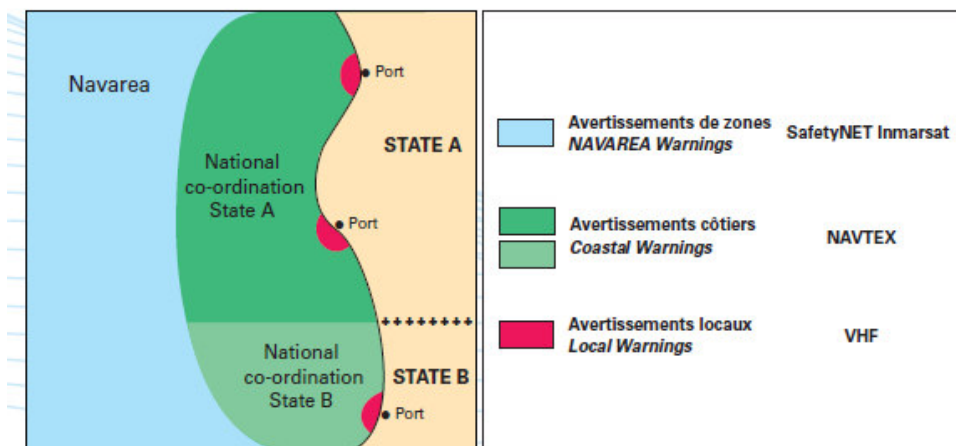 Navarea
Port
STATE A
National
co-ordination
State A
Port
National
co-ordination
State B
STATE B
Port
Avertissements de zones
NAVAREA Warnings
SafetyNET Inmarsat
Avertissements côtiers
Coastal Warnings
NAVTEX
Avertissements locaux
Local Warnings
VHF